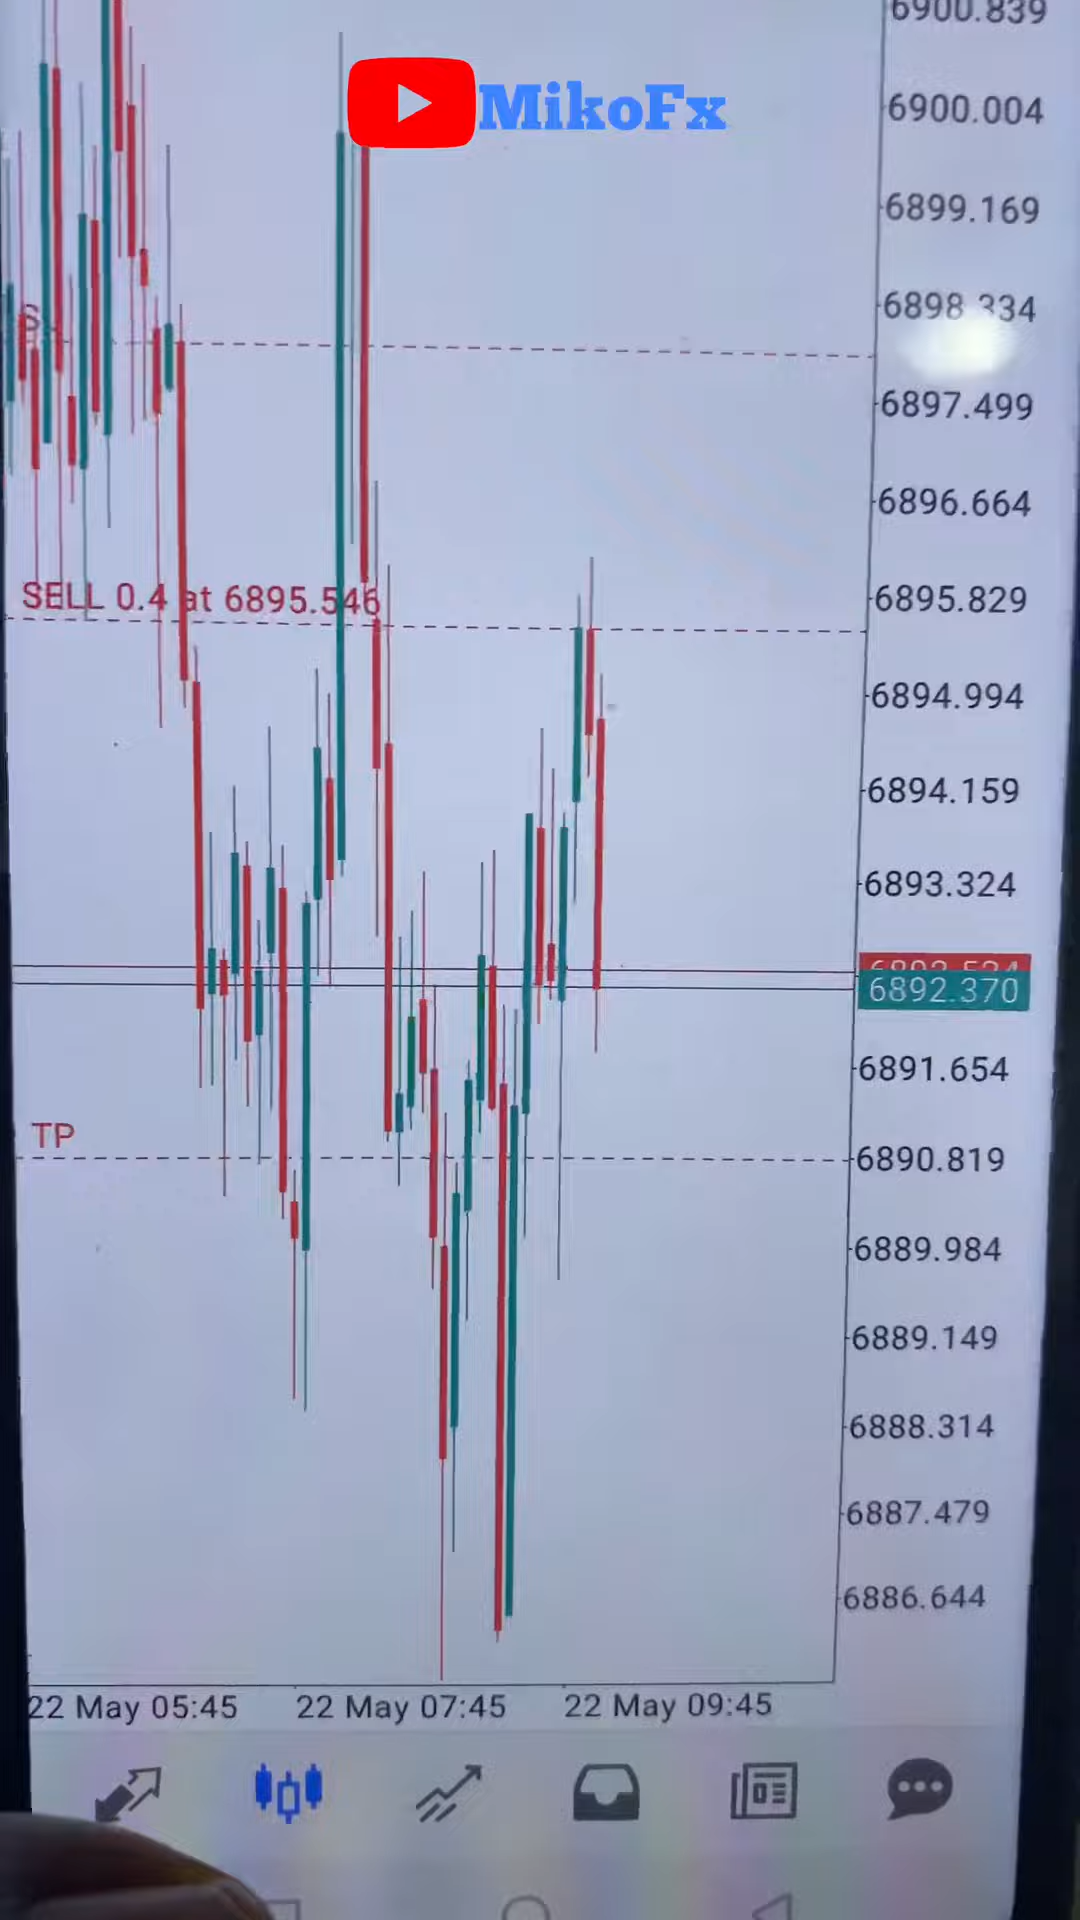 6900.839
MikoFx
6900.004
6899.169
6897.499
6896.664
SELL 0.4 at 6895.546
6895.829
6894.994
6894.159
6893.324
6892.370
6891.654
TP
6890.819
6889.984
6889.149
6888.314
6887.479
6886.644
22 May 05:45
22 May 07:45
22 May 09:45